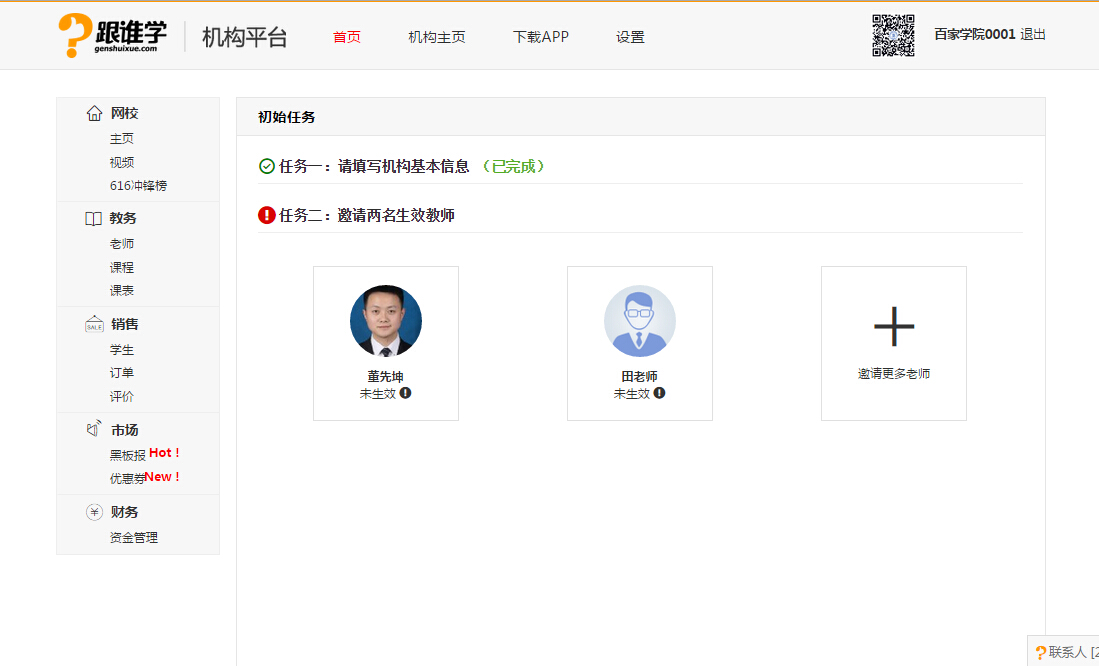 跟谁学
genshuixue.com
机构平台
首页 机构主页 下载APP 设置
百家学院0001 退出
网校
主页
视频
616冲锋榜
教务
老师
课程
课表
SALE 销售
学生
订单
评价
市场
黑板报 Hot !
优惠券New !
财务
资金管理
初始任务
任务一：请填写机构基本信息 （已完成）
任务二：邀请两名生效教师
董先坤
未生效
田老师
未生效
邀请更多老师
联系人 [2